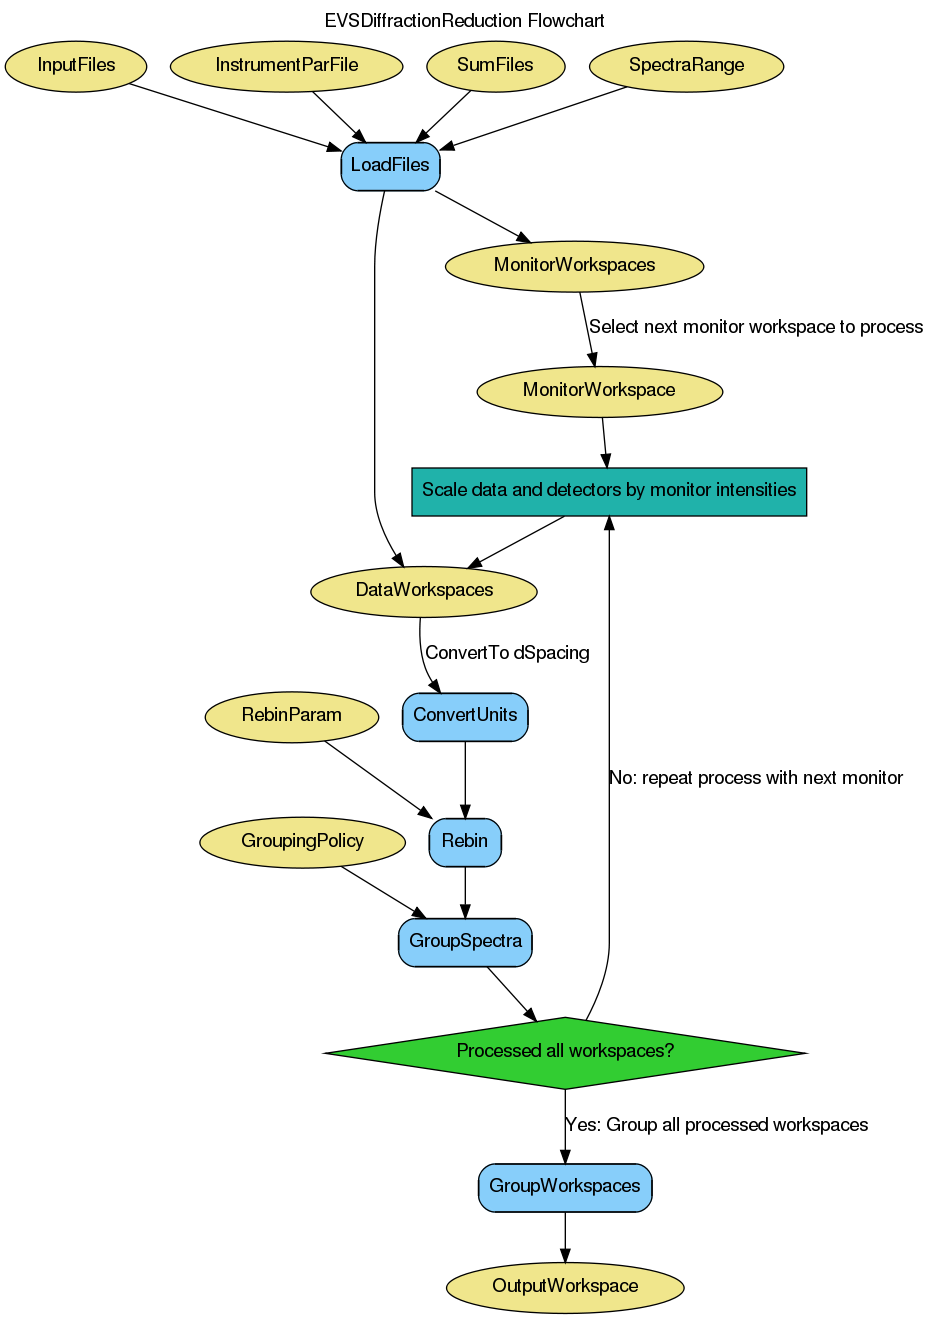 EVSDiffractionReduction Flowchart
InputFiles
InstrumentParFile
SumFiles
SpectraRange
LoadFiles
MonitorWorkspaces
Select next monitor workspace to process
MonitorWorkspace
Scale data and detectors by monitor intensities
DataWorkspaces
ConvertTo dSpacing
RebinParam
ConvertUnits
No: repeat process with next monitor
GroupingPolicy
Rebin
GroupSpectra
Processed all workspaces?
Yes: Group all processed workspaces
GroupWorkspaces
OutputWorkspace